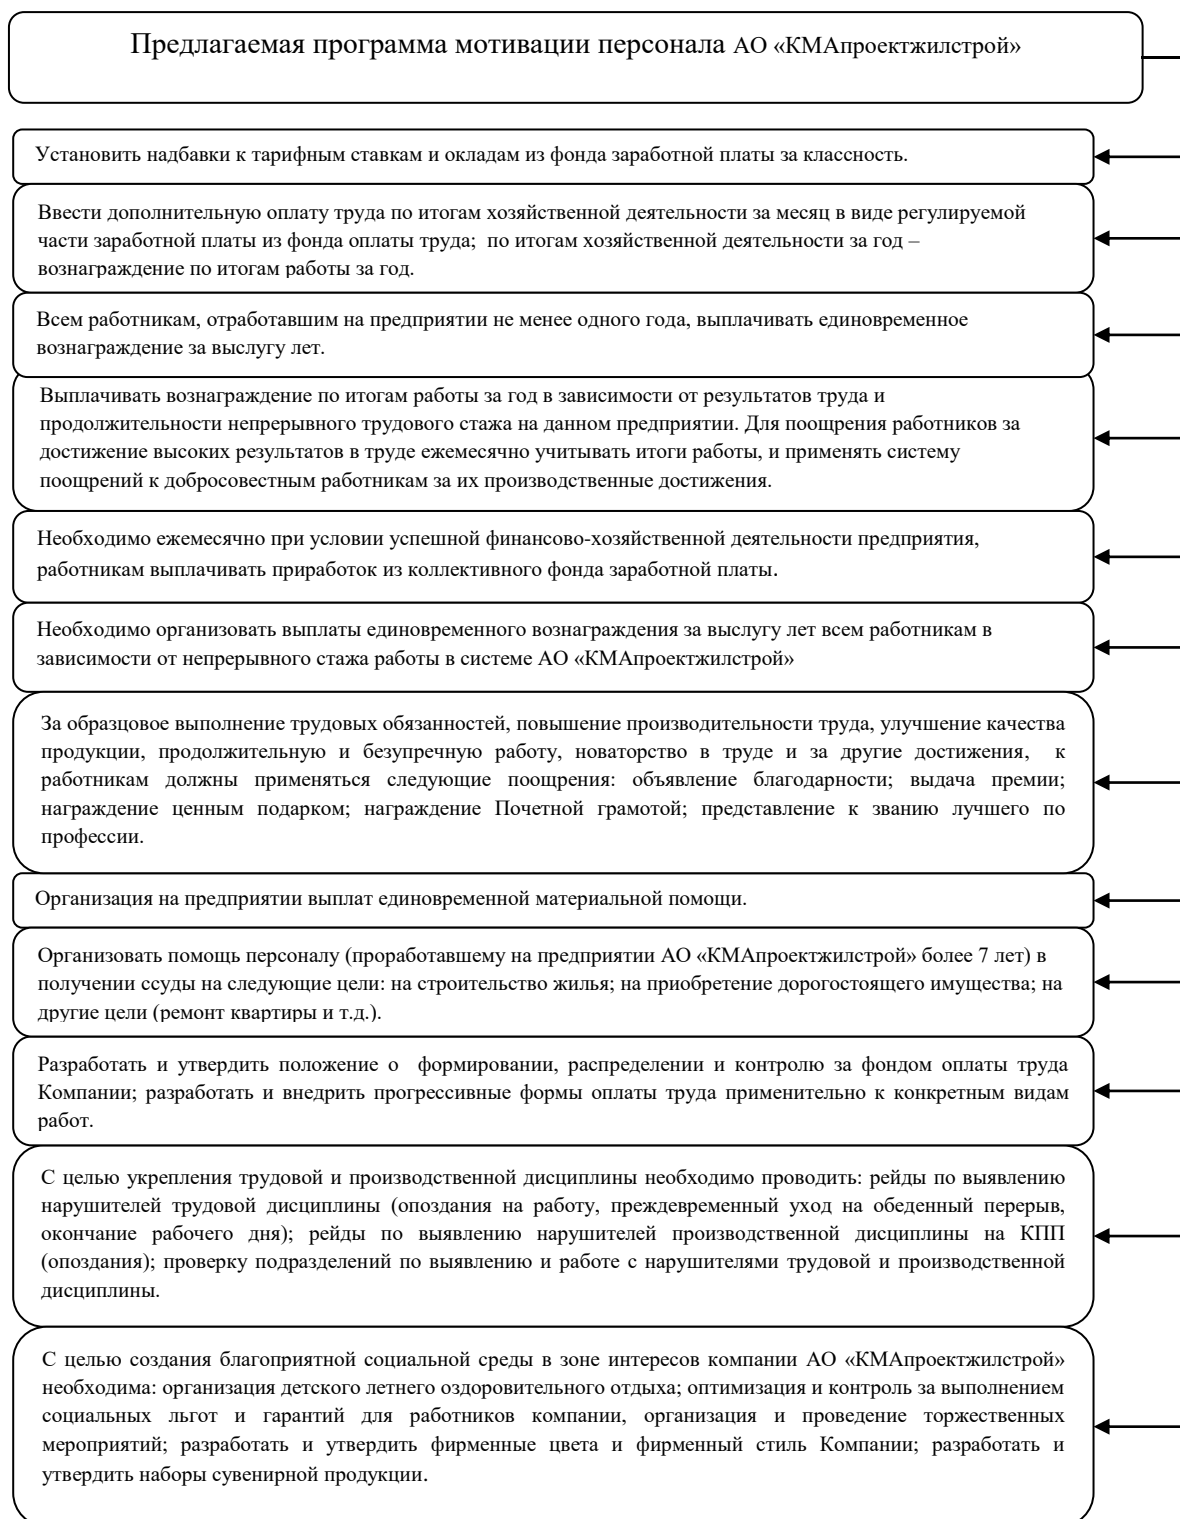 Предлагаемая программа мотивации персонала АО «КМАпроектжилстрой»
Установить надбавки к тарифным ставкам и окладам из фонда заработной платы за классность.
Ввести дополнительную оплату труда по итогам хозяйственной деятельности за месяц в виде регулируемой
части заработной платы из фонда оплаты труда; по итогам хозяйственной деятельности за год –
вознаграждение по итогам работы за год.
Всем работникам, отработавшим на предприятии не менее одного года, выплачивать единовременное
вознаграждение за выслугу лет.
Выплачивать вознаграждение по итогам работы за год в зависимости от результатов труда и
продолжительности непрерывного трудового стажа на данном предприятии. Для поощрения работников за
достижение высоких результатов в труде ежемесячно учитывать итоги работы, и применять систему
поощрений к добросовестным работникам за их производственные достижения.
Необходимо ежемесячно при условии успешной финансово-хозяйственной деятельности предприятия,
работникам выплачивать приработок из коллективного фонда заработной платы.
Необходимо организовать выплаты единовременного вознаграждения за выслугу лет всем работникам в
зависимости от непрерывного стажа работы в системе АО «КМАпроектжилстрой»
За образцовое выполнение трудовых обязанностей, повышение производительности труда, улучшение качества
продукции, продолжительную и безупречную работу, новаторство в труде и за другие достижения, к
работникам должны применяться следующие поощрения: объявление благодарности; выдача премии;
награждение ценным подарком; награждение Почетной грамотой; представление к званию лучшего по
профессии.
Организация на предприятии выплат единовременной материальной помощи.
Организовать помощь персоналу (проработавшему на предприятии АО «КМАпроектжилстрой» более 7 лет) в
получении ссуды на следующие цели: на строительство жилья; на приобретение дорогостоящего имущества; на
другие цели (ремонт квартиры и т.д.).
Разработать и утвердить положение о формировании, распределении и контролю за фондом оплаты труда
Компании; разработать и внедрить прогрессивные формы оплаты труда применительно к конкретным видам
работ.
С целью укрепления трудовой и производственной дисциплины необходимо проводить: рейды по выявлению
нарушителей трудовой дисциплины (опоздания на работу, преждевременный уход на обеденный перерыв,
окончание рабочего дня); рейды по выявлению нарушителей производственной дисциплины на КПП
(опоздания); проверку подразделений по выявлению и работе с нарушителями трудовой и производственной
дисциплины.
С целью создания благоприятной социальной среды в зоне интересов компании АО «КМАпроектжилстрой»
необходима: организация детского летнего оздоровительного отдыха; оптимизация и контроль за выполнением
социальных льгот и гарантий для работников компании, организация и проведение торжественных
мероприятий; разработать и утвердить фирменные цвета и фирменный стиль Компании; разработать и
утвердить наборы сувенирной продукции.